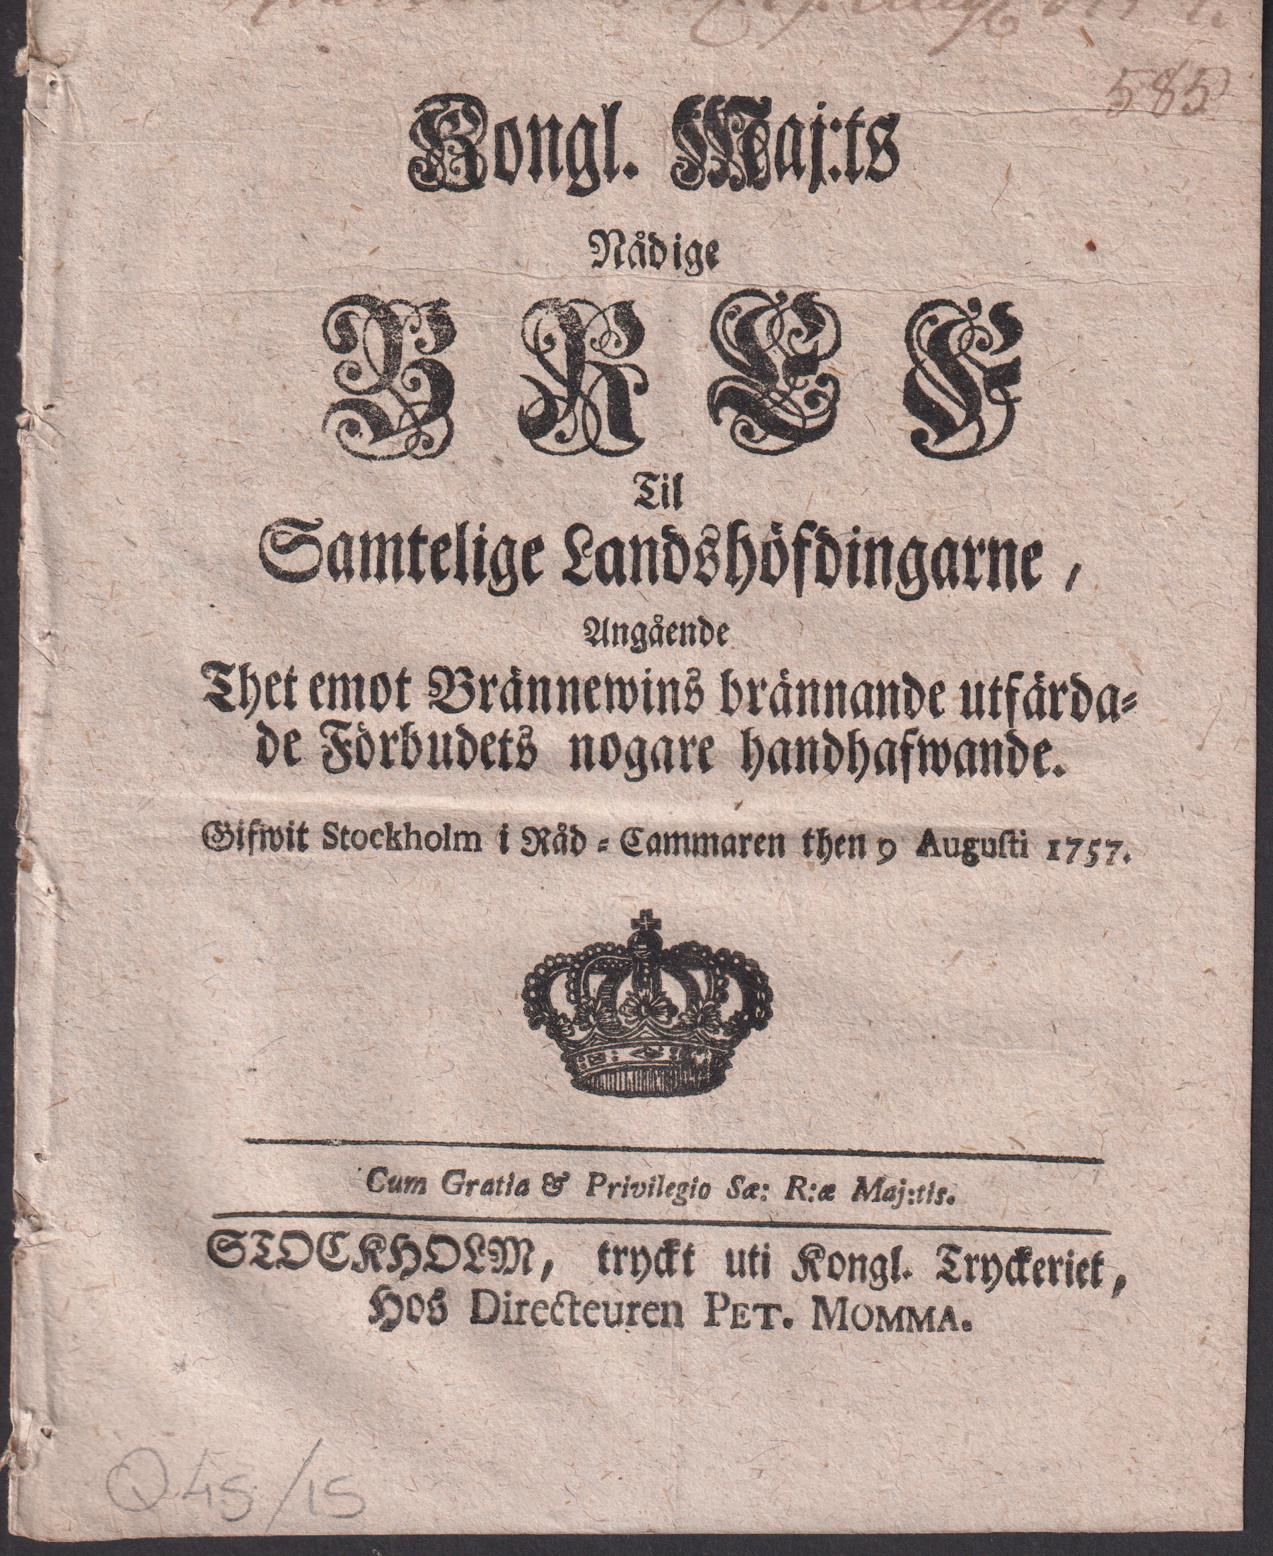 585
Kongl. Maj:ts
Nådige
BREF
Til
Samtelige Landshöfdingarne,
Angående
Thet emot Brännewins brännande utfärda-
de Förbudets nogare handhafwande.
Gifwit Stockholm i Råd-Cammaren then 9 Augusti 1757.
Cum Gratia & Privilegio Sæ: R:æ Maj:tis.
STOCKHOLM, tryckt uti Kongl. Tryckeriet,
Hos Directeuren PET. MOMMA.
Q 45/15